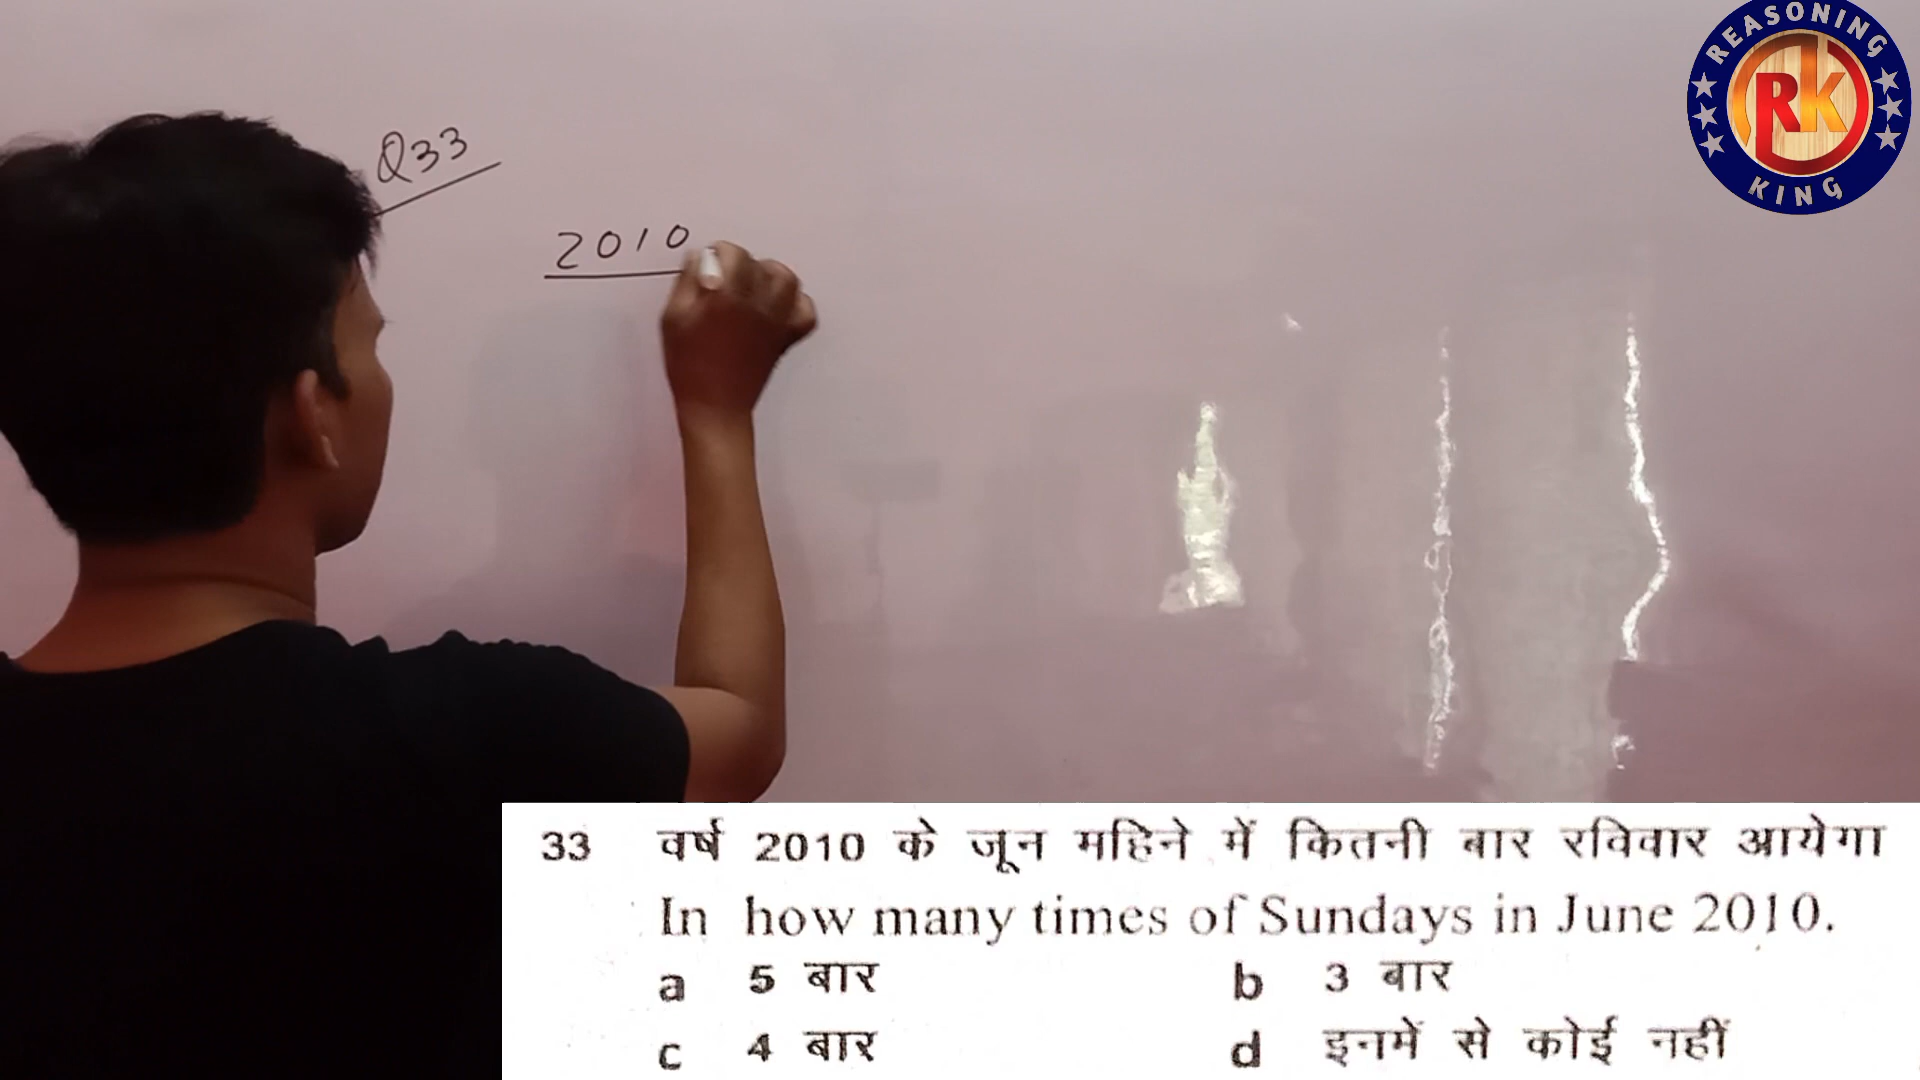 REASONING
RK
KING
Q33
2010
33 वर्ष 2010 के जून महिने में कितनी बार रविवार आयेगा
In how many times of Sundays in June 2010.
a 5 बार b 3 बार
c 4 बार d इनमें से कोई नहीं